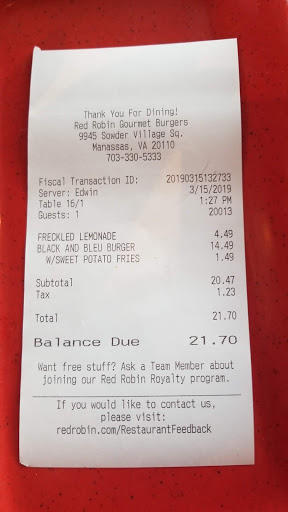 Thank You For Dining!
Red Robin Gourmet Burgers
9945 Sowder Village Sq.
Manassas, VA 20110
703-330-5333
Fiscal Transaction ID: 20190315132733
Server: Edwin 3/15/2019
Table 16/1 1:27 PM
Guests: 1 20013
FRECKLED LEMONADE 4.49
BLACK AND BLEU BURGER 14.49
W/SWEET POTATO FRIES 1.49
Subtotal 20.47
Tax 1.23
Total 21.70
Balance Due 21.70
Want free stuff? Ask a Team Member about
joining our Red Robin Royalty program.
If you would like to contact us,
please visit:
redrobin.com/RestaurantFeedback